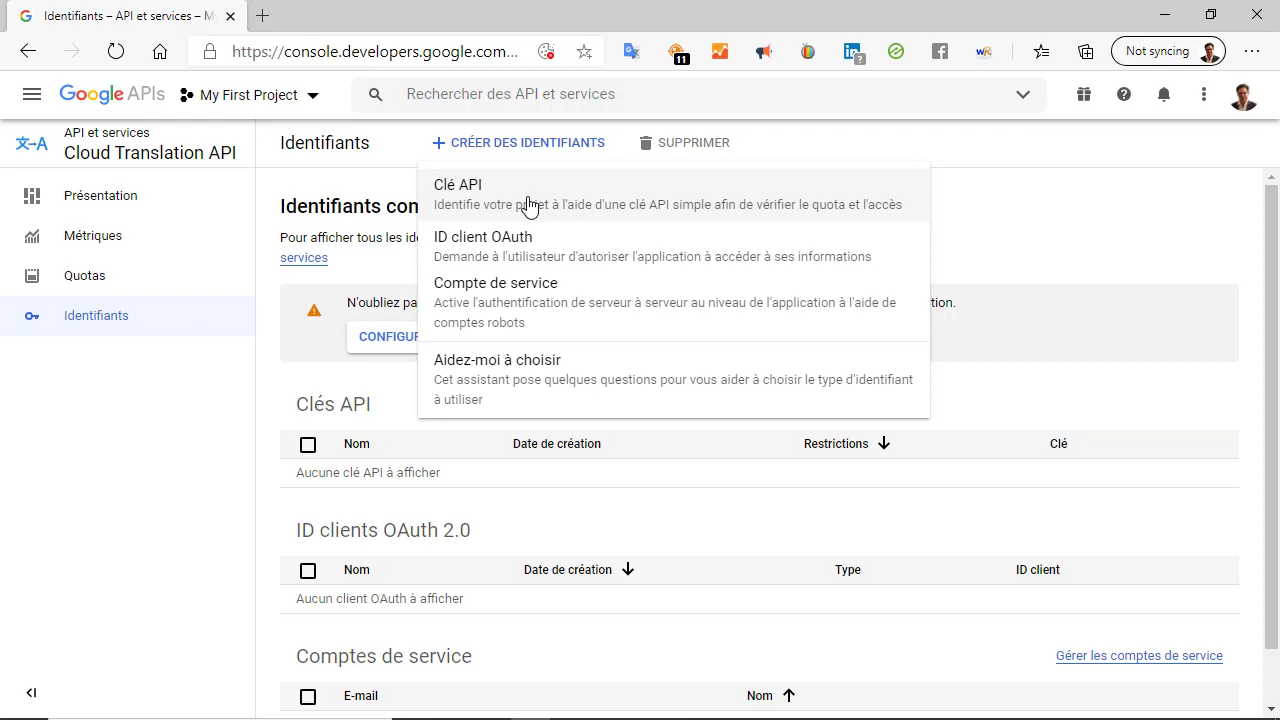 Identifiants – API et services – M
Not syncing
https://console.developers.google.com...
11
Google APIs
My First Project
Rechercher des API et services
API et services
Cloud Translation API
Identifiants
CRÉER DES IDENTIFIANTS
SUPPRIMER
Présentation
Métriques
Quotas
Identifiants
Clé API
Identifie votre projet à l'aide d'une clé API simple afin de vérifier le quota et l'accès
ID client OAuth
Demande à l'utilisateur d'autoriser l'application à accéder à ses informations
Compte de service
Active l'authentification de serveur à serveur au niveau de l'application à l'aide de
comptes robots
Aidez-moi à choisir
Cet assistant pose quelques questions pour vous aider à choisir le type d'identifiant
à utiliser
Identifiants con
Pour afficher tous les ide
services
N'oubliez pa
tion.
CONFIGUR
Clés API
Nom Date de création Restrictions Clé
Aucune clé API à afficher
ID clients OAuth 2.0
Nom Date de création Type ID client
Aucun client OAuth à afficher
Comptes de service
Gérer les comptes de service
E-mail Nom